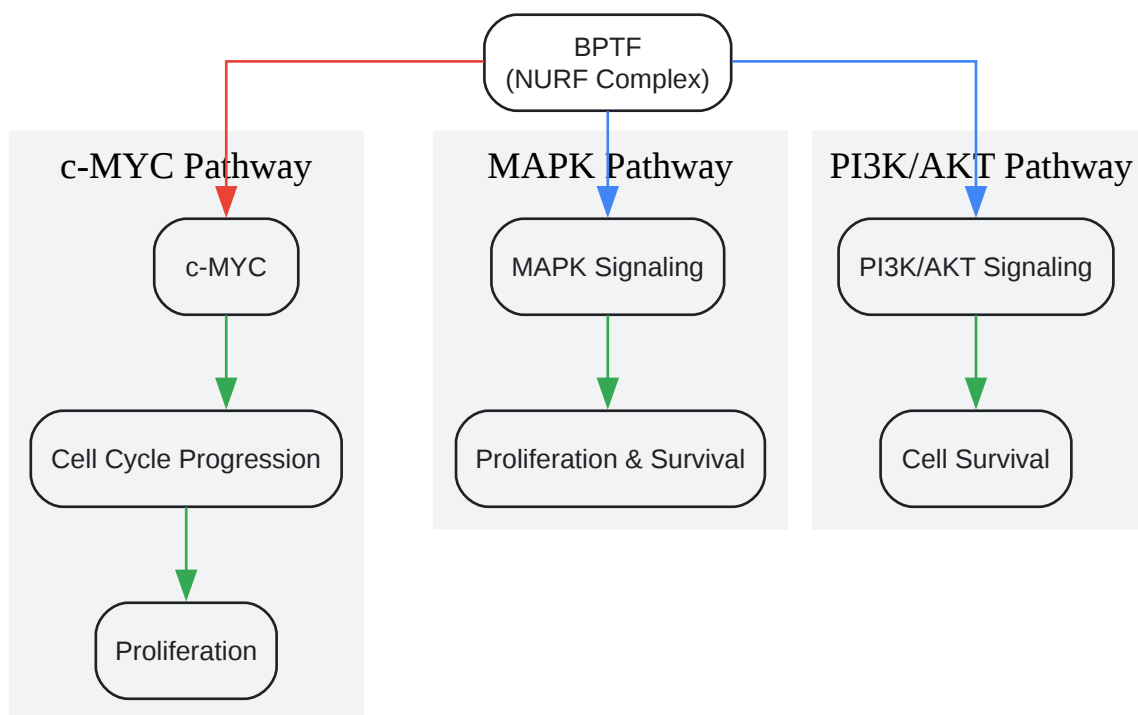 BPTF
(NURF Complex)
c-MYC Pathway
MAPK Pathway
PI3K/AKT Pathway
c-MYC
MAPK Signaling
PI3K/AKT Signaling
Cell Cycle Progression
Proliferation & Survival
Cell Survival
Proliferation